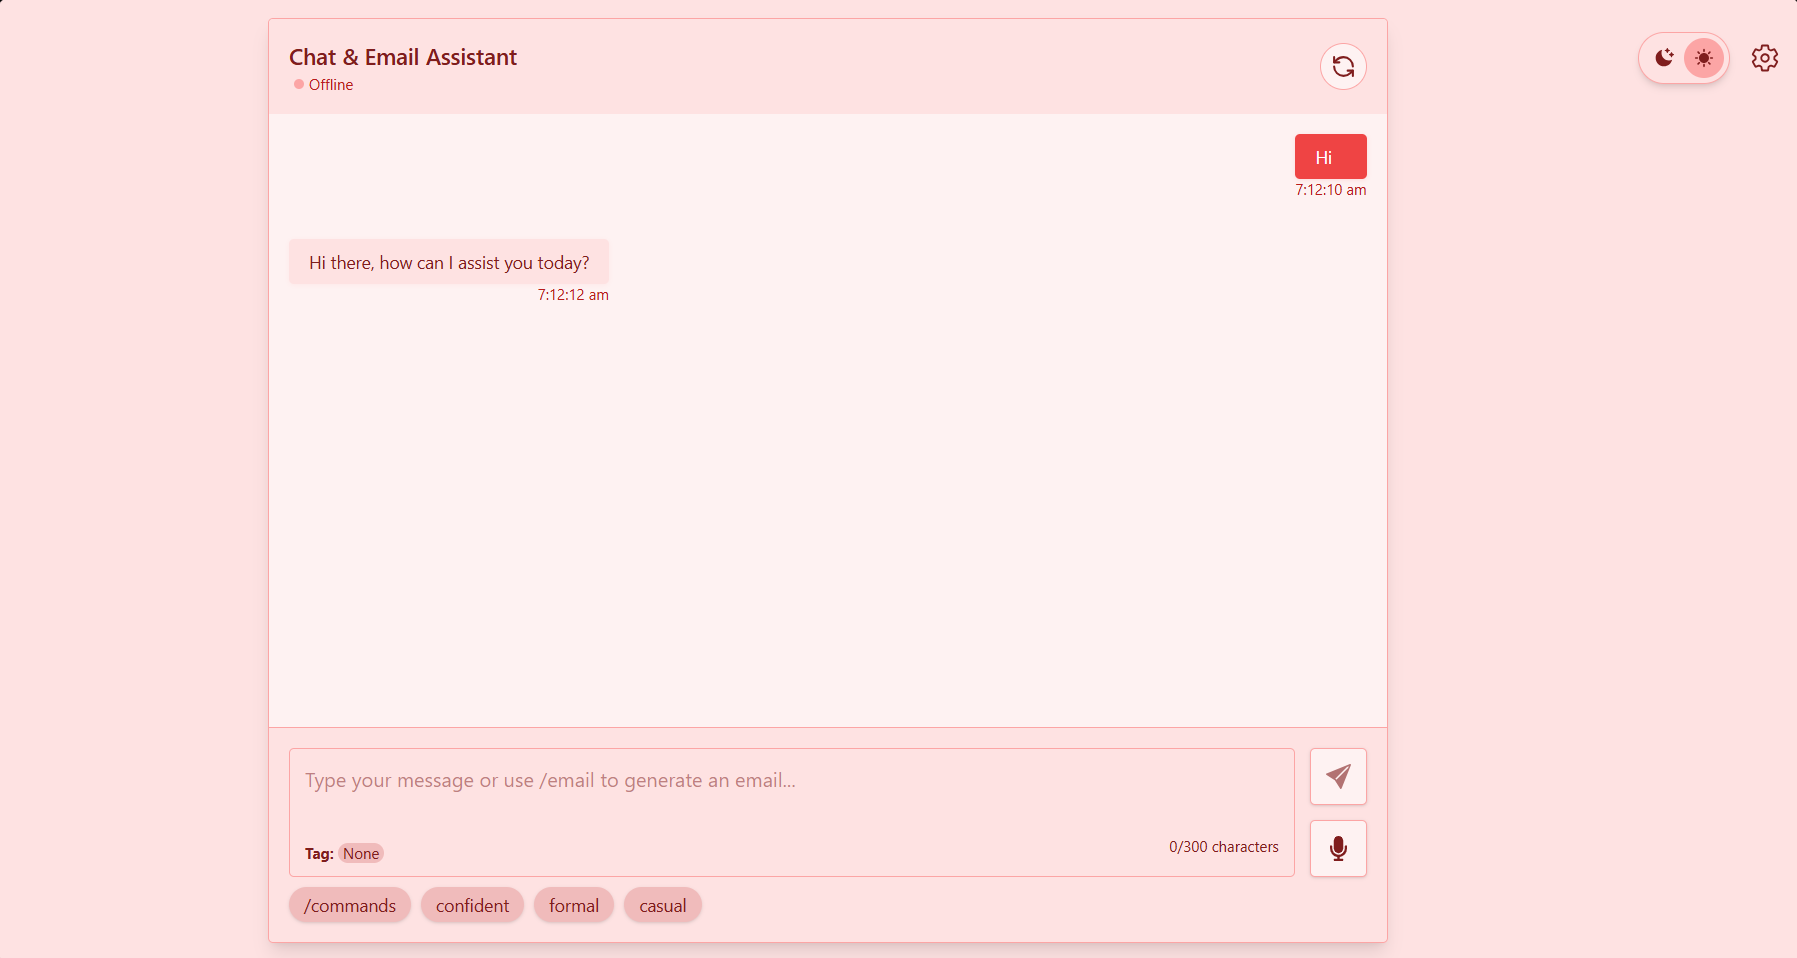 Chat & Email Assistant
Offline
Hi
7:12:10 am
Hi there, how can I assist you today?
7:12:12 am
Type your message or use /email to generate an email...
Tag: None
0/300 characters
/commands
confident
formal
casual